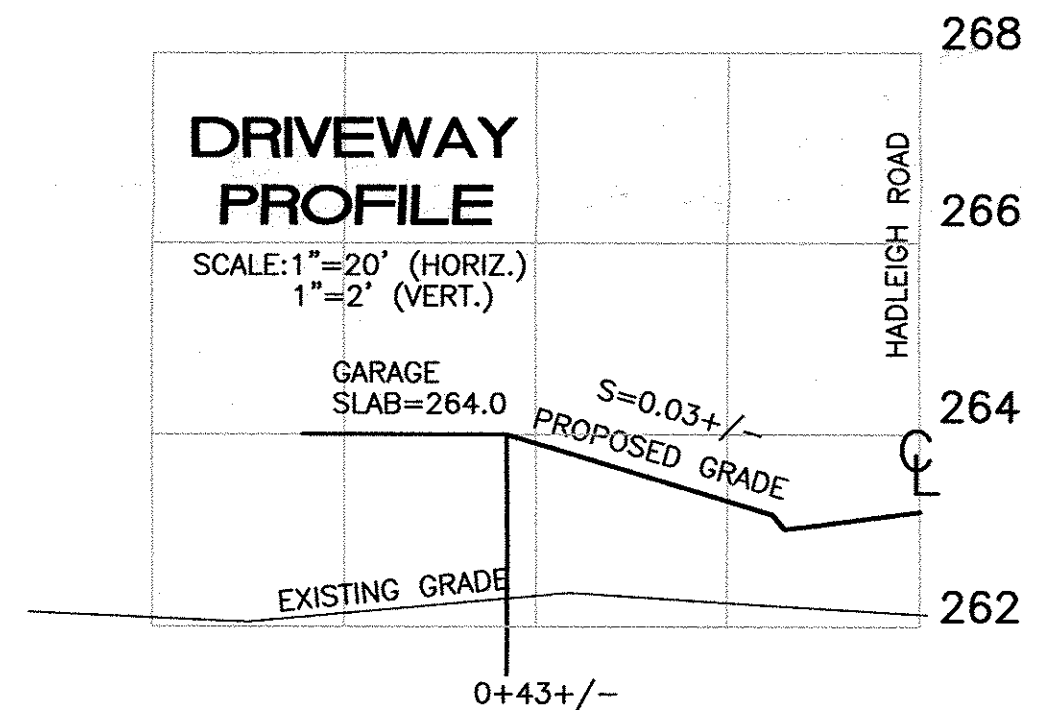 268
DRIVEWAY
PROFILE
HADLEIGH ROAD
266
SCALE:1"=20' (HORIZ.)
1"=2' (VERT.)
GARAGE
SLAB=264.0
S=0.03+/-
264
PROPOSED GRADE
CL
EXISTING GRADE
262
0+43+/-